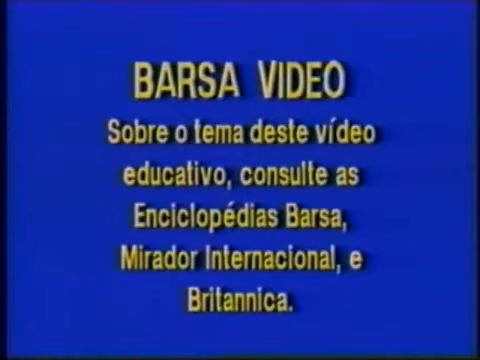 BARSA VIDEO
Sobre o tema deste vídeo
educativo, consulte as
Enciclopédias Barsa,
Mirador Internacional, e
Britannica.